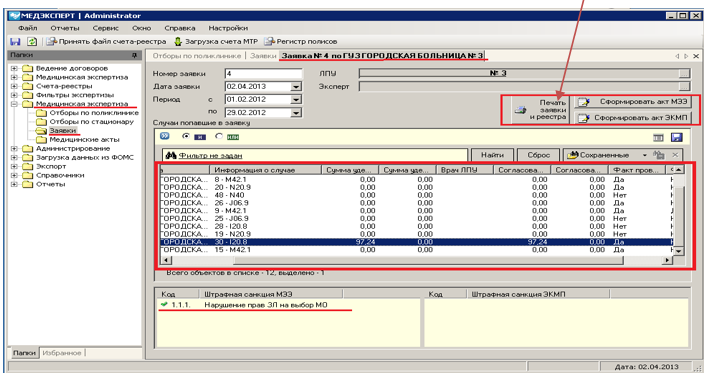 МЕДЭКСПЕРТ | Administrator
Файл Отчеты Сервис Окно Справка Настройки
Принять файл счета-реестра Загрузка счета МТР Регистр полисов
Папки
Ведение договоров
Медицинская экспертиза
Счета-реестры
Фильтры экспертизы
Медицинская экспертиза
Отборы по поликлинике
Отборы по стационару
Заявки
Медицинские акты
Администрирование
Загрузка данных из ФОМС
Экспорт
Справочники
Отчеты
Папки Избранное
Отборы по поликлинике Заявки Заявка № 4 по ГУЗ ГОРОДСКАЯ БОЛЬНИЦА № 3
Номер заявки 4 ЛПУ № 3
Дата заявки 02.04.2013 Эксперт
Период с 01.02.2012
по 29.02.2012
Печать заявки и реестра
Сформировать акт МЭЭ
Сформировать акт ЭКМП
Случаи попавшие в заявку
И ИЛИ
Фильтр не задан Найти Сброс Сохраненные
Информация о случае Сумма уде... Сумма уде... Врач ЛПУ Согласова... Согласова... Факт пров...
ГОРОДСКА... 8 - M42.1 0,00 0,00 0,00 0,00 Да
ГОРОДСКА... 20 - N20.9 0,00 0,00 0,00 0,00 Да
ГОРОДСКА... 48 - N40 0,00 0,00 0,00 0,00 Нет
ГОРОДСКА... 26 - J06.9 0,00 0,00 0,00 0,00 Да
ГОРОДСКА... 9 - M42.1 0,00 0,00 0,00 0,00 Да
ГОРОДСКА... 25 - J06.9 0,00 0,00 0,00 0,00 Нет
ГОРОДСКА... 28 - I20.8 0,00 0,00 0,00 0,00 Да
ГОРОДСКА... 19 - N20.9 0,00 0,00 0,00 0,00 Нет
ГОРОДСКА... 30 - I20.8 97,24 0,00 97,24 0,00 Да
ГОРОДСКА... 15 - M42.1 0,00 0,00 0,00 0,00 Да
Всего объектов в списке - 12, выделено - 1
Код Штрафная санкция МЭЭ Код Штрафная санкция ЭКМП
1.1.1. Нарушение прав ЗЛ на выбор МО
Дата: 02.04.2013